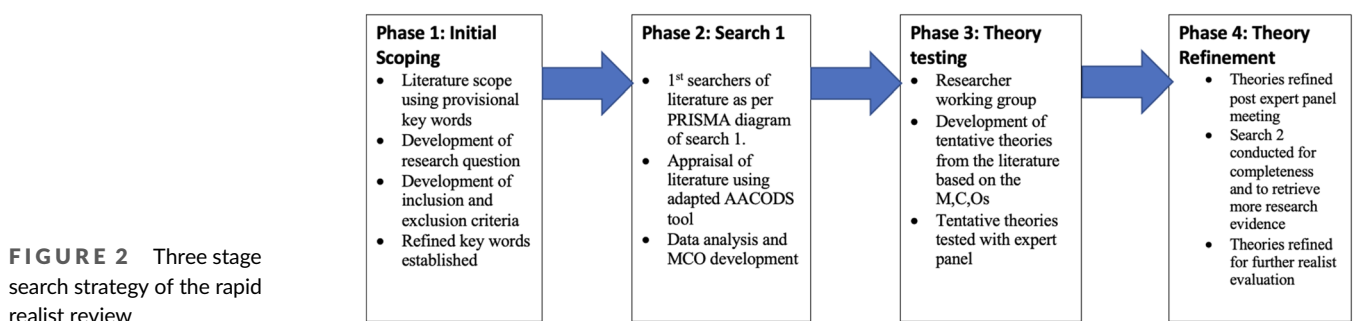 Phase 1: Initial
Scoping
• Literature scope
using provisional
key words
• Development of
research question
• Development of
inclusion and
exclusion criteria
• Refined key words
established
Phase 2: Search 1
• 1st searchers of
literature as per
PRISMA diagram
of search 1.
• Appraisal of
literature using
adapted AACODS
tool
• Data analysis and
MCO development
Phase 3: Theory
testing
• Researcher
working group
• Development of
tentative theories
from the literature
based on the
M,C,Os
• Tentative theories
tested with expert
panel
Phase 4: Theory
Refinement
• Theories refined
post expert panel
meeting
• Search 2
conducted for
completeness
and to retrieve
more research
evidence
• Theories refined
for further realist
evaluation
FIGURE 2 Three stage
search strategy of the rapid
realist review